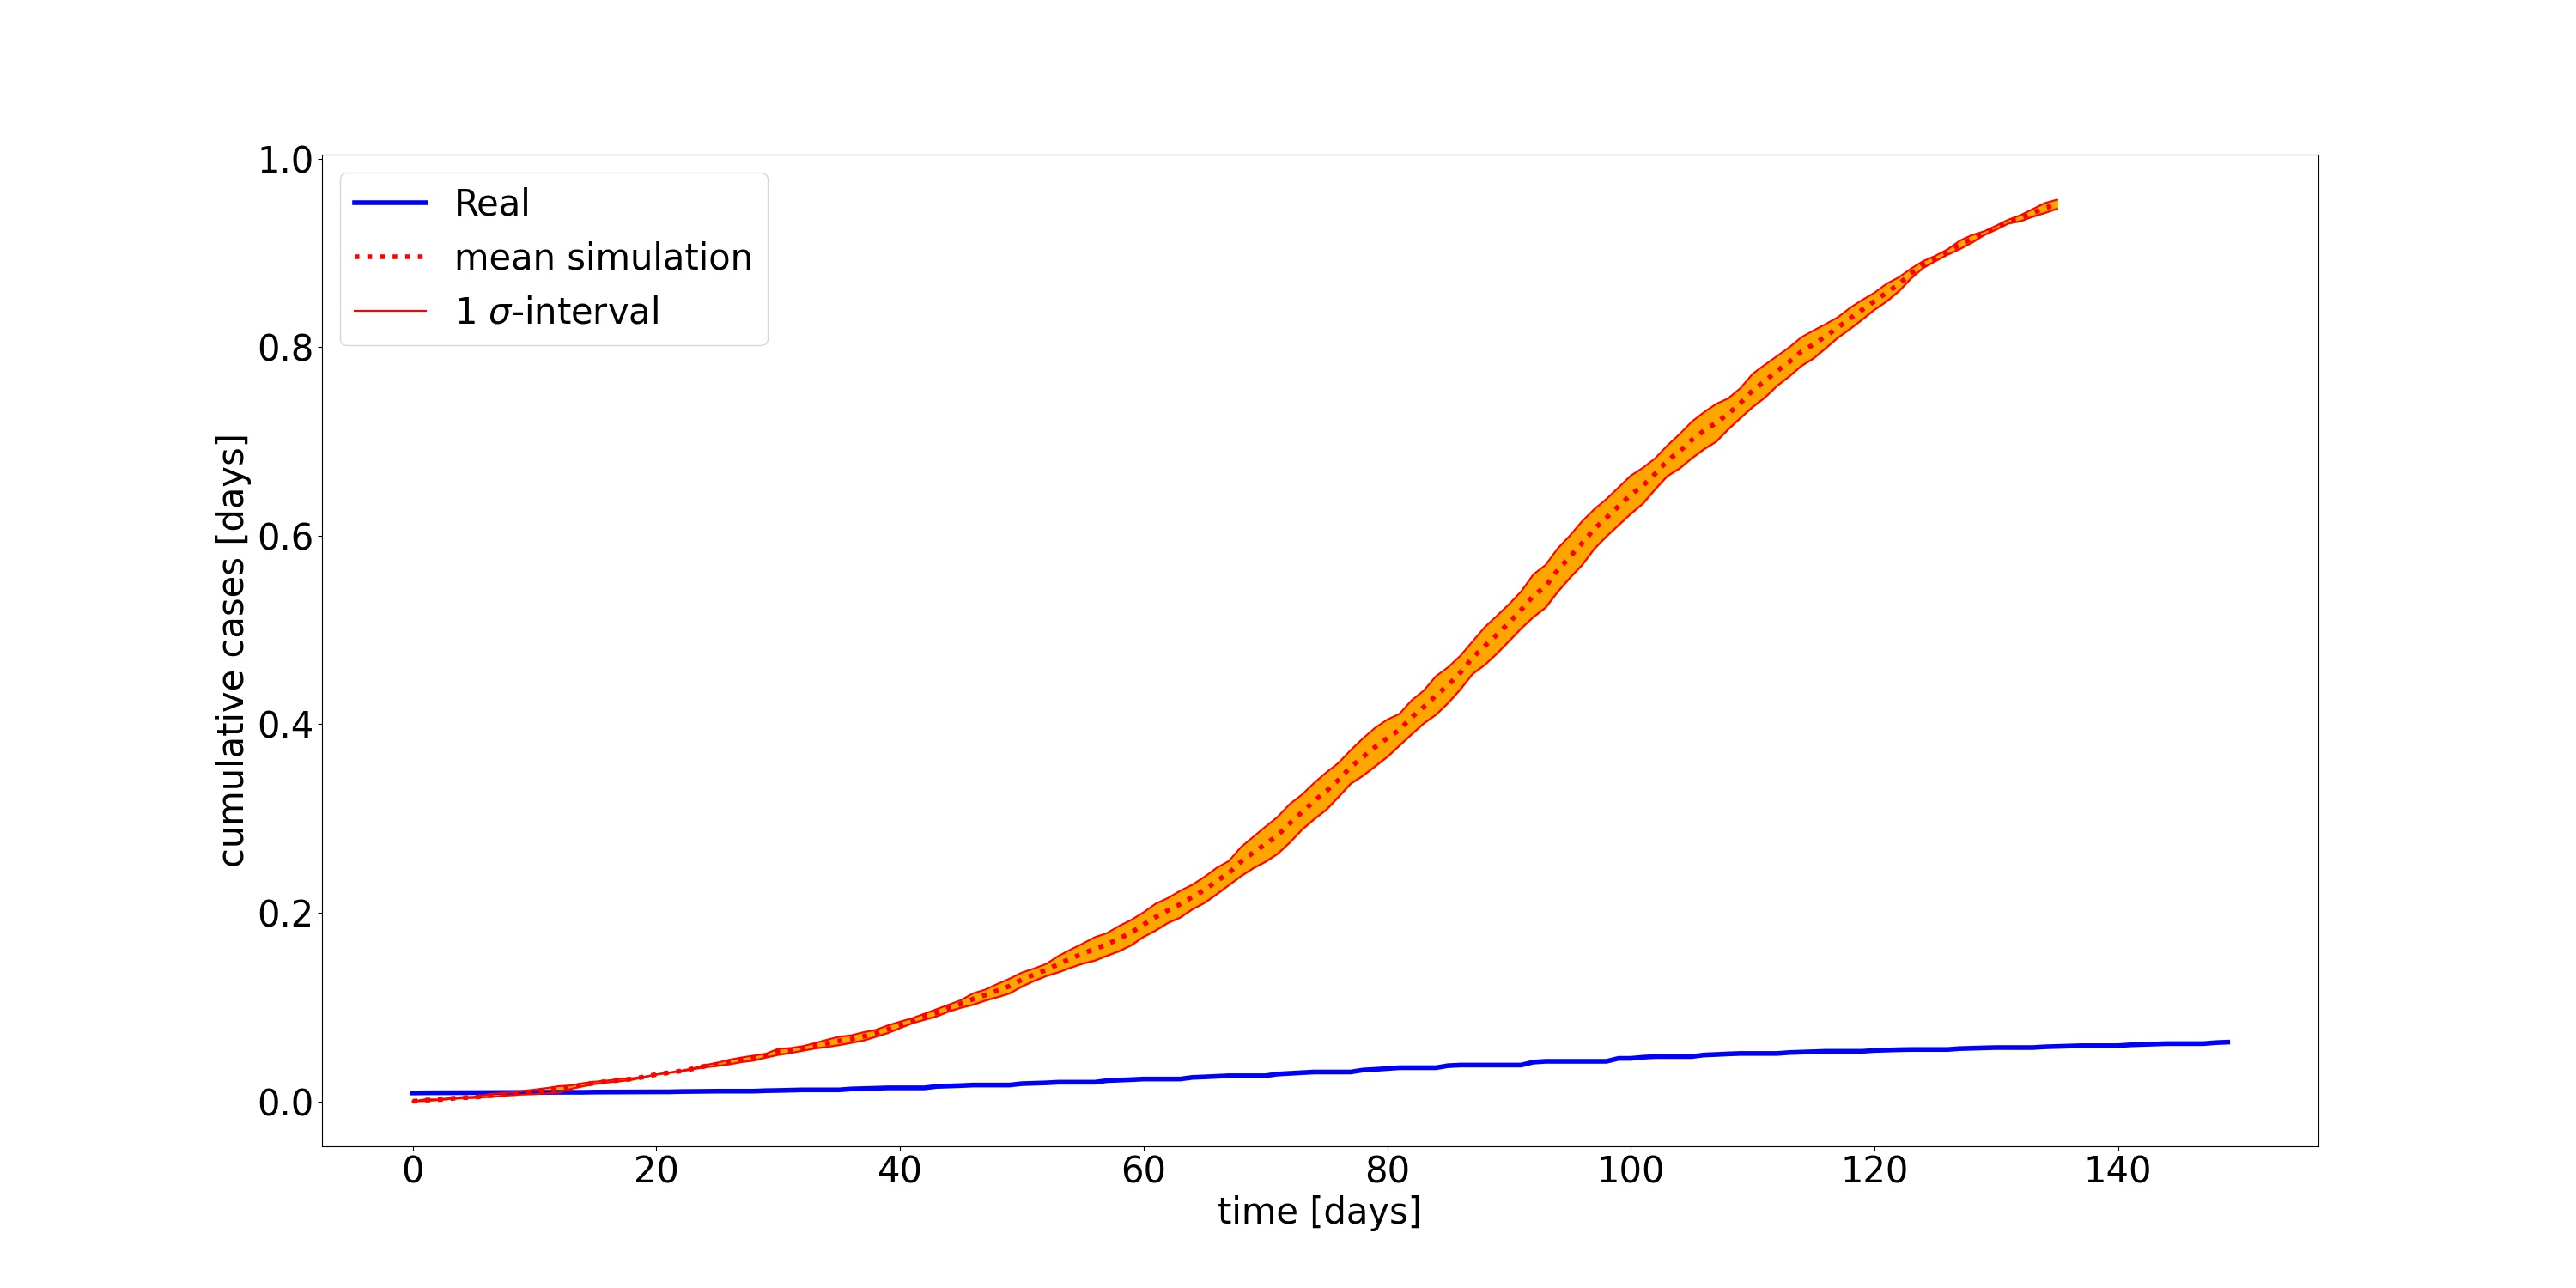 1.0
0.8
0.6
0.4
0.2
0.0
cumulative cases [days]
Real
mean simulation
1 σ-interval
0 20 40 60 80 100 120 140
time [days]